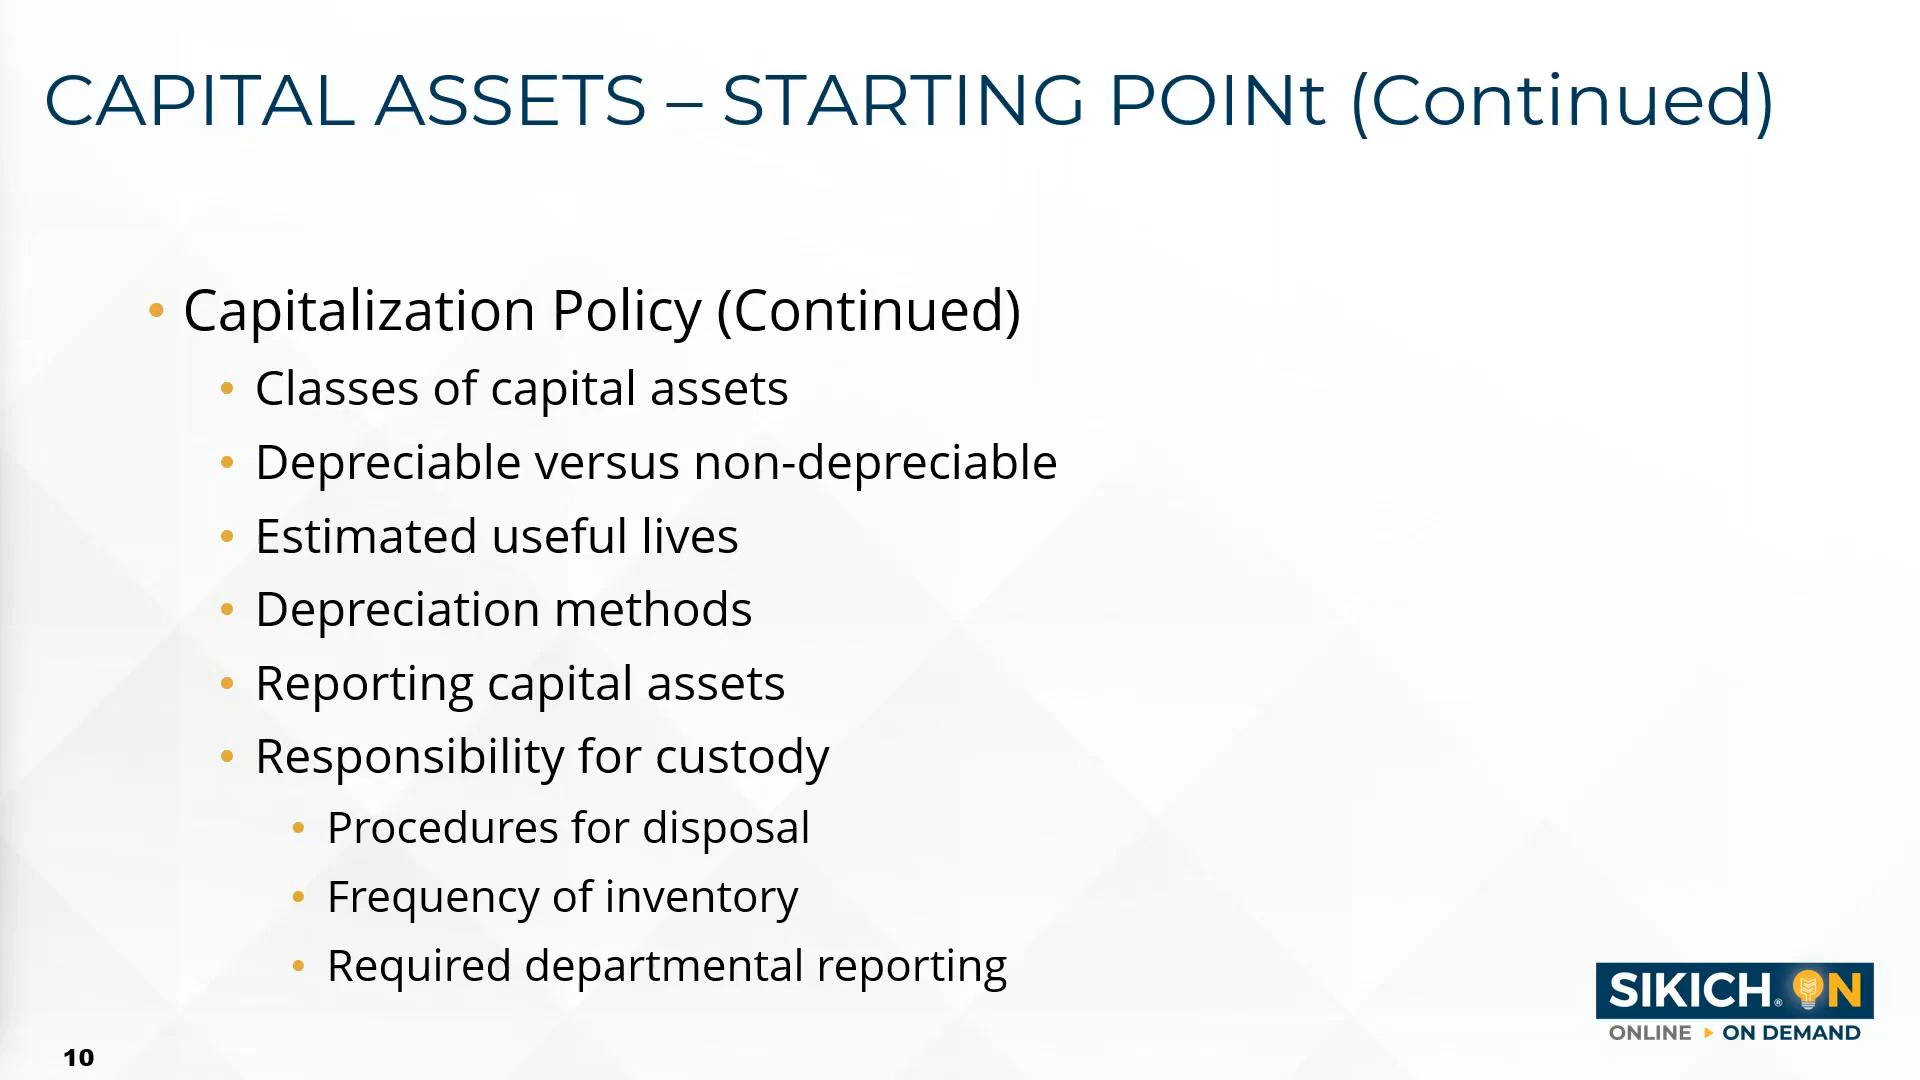 CAPITAL ASSETS – STARTING POINt (Continued)
• Capitalization Policy (Continued)
• Classes of capital assets
• Depreciable versus non-depreciable
• Estimated useful lives
• Depreciation methods
• Reporting capital assets
• Responsibility for custody
• Procedures for disposal
• Frequency of inventory
• Required departmental reporting
SIKICH® ON
ONLINE ▸ ON DEMAND
10